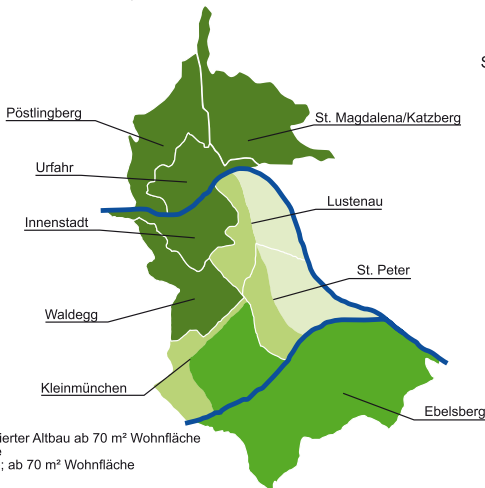 S
Pöstlingberg
St. Magdalena/Katzberg
Urfahr
Lustenau
Innenstadt
St. Peter
Waldegg
Kleinmünchen
Ebelsberg
ierter Altbau ab 70 m² Wohnfläche
e
; ab 70 m² Wohnfläche